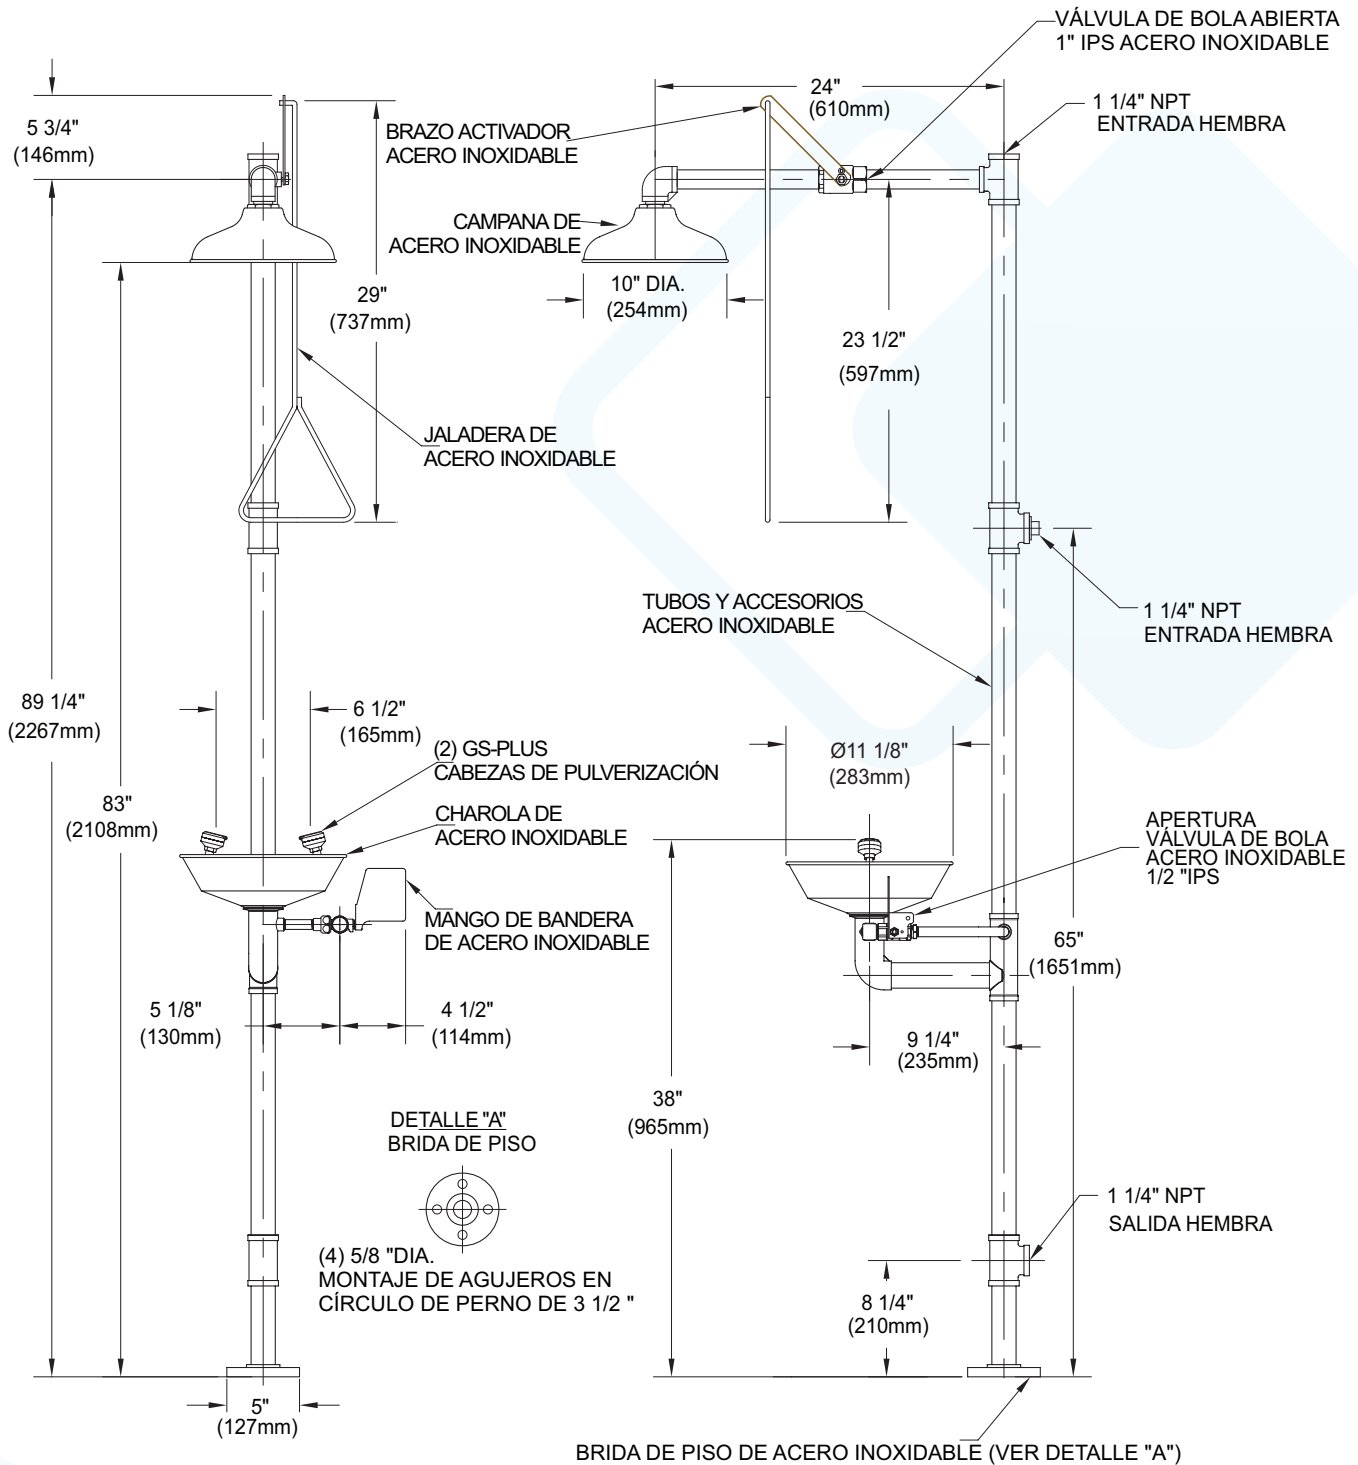 VÁLVULA DE BOLA ABIERTA
1" IPS ACERO INOXIDABLE
24"
(610mm)
1 1/4" NPT
ENTRADA HEMBRA
5 3/4"
(146mm)
BRAZO ACTIVADOR
ACERO INOXIDABLE
CAMPANA DE
ACERO INOXIDABLE
10" DIA.
(254mm)
29"
(737mm)
23 1/2"
(597mm)
JALADERA DE
ACERO INOXIDABLE
TUBOS Y ACCESORIOS
ACERO INOXIDABLE
1 1/4" NPT
ENTRADA HEMBRA
89 1/4"
(2267mm)
6 1/2"
(165mm)
(2) GS-PLUS
CABEZAS DE PULVERIZACIÓN
Ø11 1/8"
(283mm)
83"
(2108mm)
CHAROLA DE
ACERO INOXIDABLE
APERTURA
VÁLVULA DE BOLA
ACERO INOXIDABLE
1/2 "IPS
MANGO DE BANDERA
DE ACERO INOXIDABLE
65"
(1651mm)
5 1/8"
(130mm)
4 1/2"
(114mm)
9 1/4"
(235mm)
38"
(965mm)
DETALLE "A"
BRIDA DE PISO
1 1/4" NPT
SALIDA HEMBRA
(4) 5/8 "DIA.
MONTAJE DE AGUJEROS EN
CÍRCULO DE PERNO DE 3 1/2 "
8 1/4"
(210mm)
5"
(127mm)
BRIDA DE PISO DE ACERO INOXIDABLE (VER DETALLE "A")